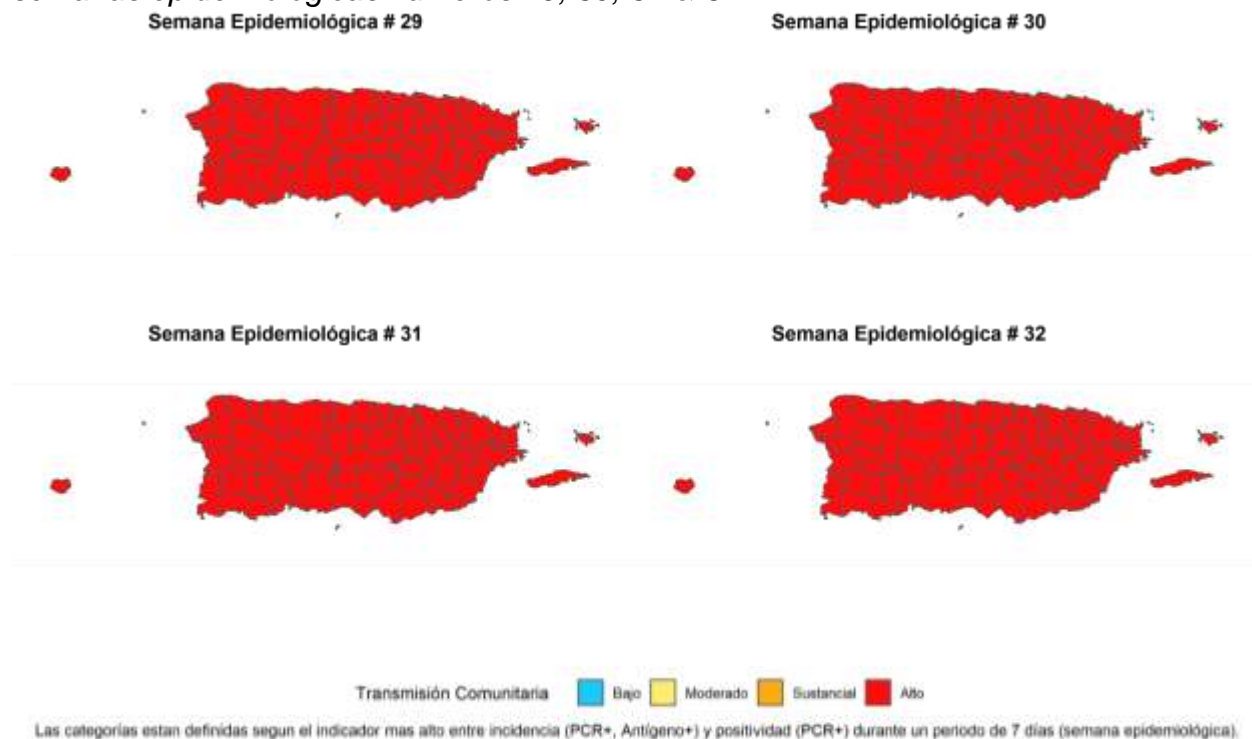 Semana Epidemiológica # 29
Semana Epidemiológica # 30
Semana Epidemiológica # 31
Semana Epidemiológica # 32
Transmisión Comunitaria Bajo Moderado Sustancial Alto
Las categorías estan definidas segun el indicador mas alto entre incidencia (PCR+, Antígeno+) y positividad (PCR+) durante un periodo de 7 días (semana epidemiológica).